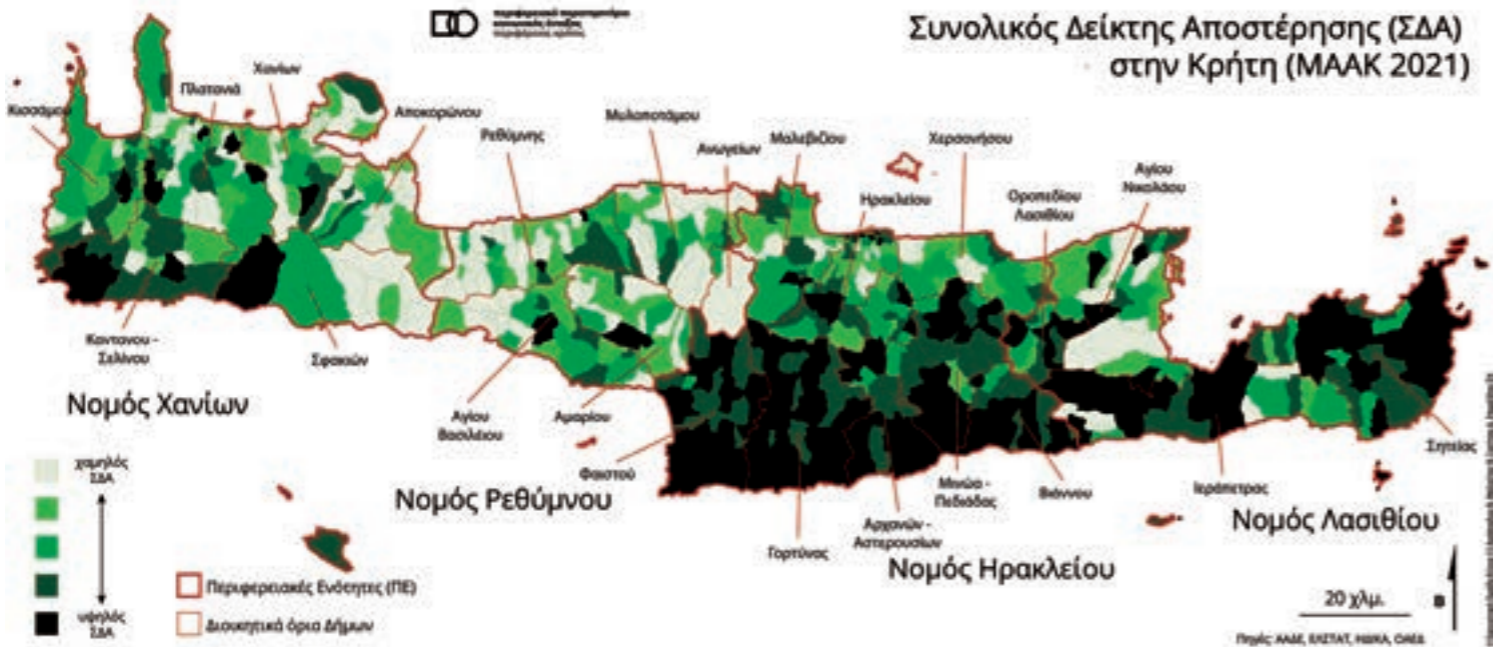 Συνολικός Δείκτης Αποστέρησης (ΣΔΑ)
στην Κρήτη (ΜΑΑΚ 2021)
Κισσάμου
Πλατανιά
Χανίων
Αποκορώνου
Ρεθύμνης
Μυλοποτάμου
Ανωγείων
Μαλεβιζίου
Ηρακλείου
Χερσονήσου
Οροπεδίου
Λασιθίου
Αγίου
Νικολάου
Καντανου -
Σελίνου
Σφακιών
Αγίου
Βασιλείου
Αμαρίου
Φαιστού
Γορτύνας
Αρχανών -
Αστερουσίων
Μινώα -
Πεδιάδας
Βιάννου
Ιεράπετρας
Σητείας
Νομός Χανίων
Νομός Ρεθύμνου
Νομός Ηρακλείου
Νομός Λασιθίου
χαμηλός
ΣΔΑ
υψηλός
ΣΔΑ
Περιφερειακές Ενότητες (ΠΕ)
Διοικητικά όρια Δήμων
20 χλμ.
Β
Πηγές: ΑΑΔΕ, ΕΛΣΤΑΤ,